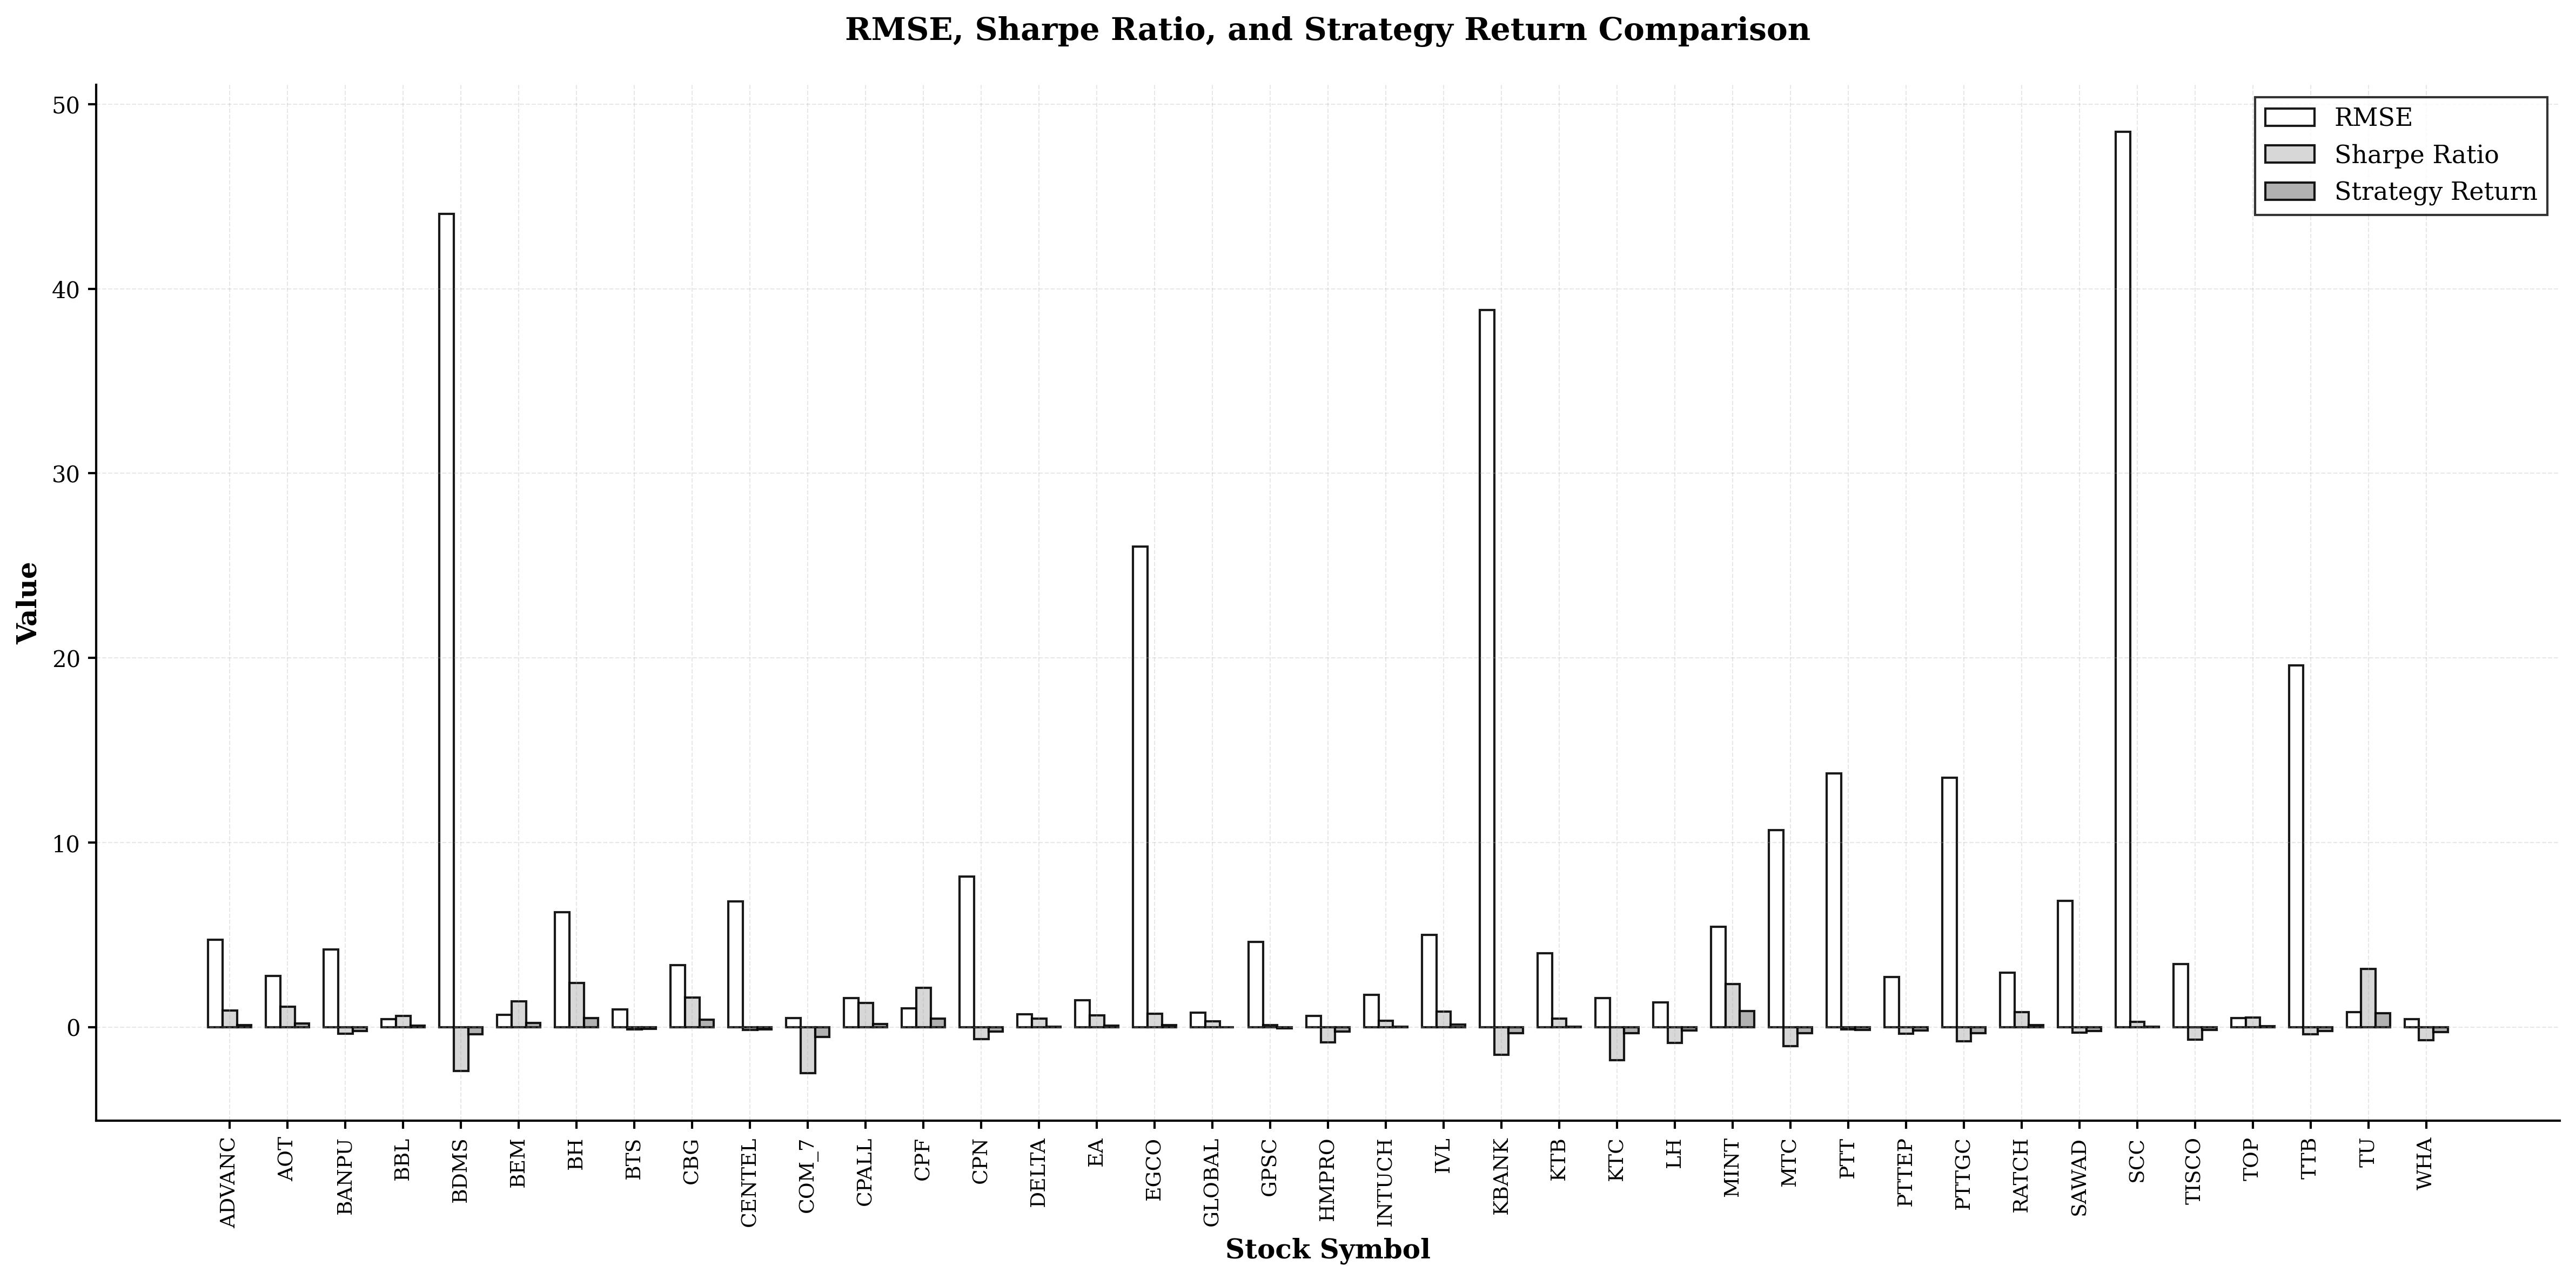 RMSE, Sharpe Ratio, and Strategy Return Comparison
RMSE
Sharpe Ratio
Strategy Return
Value
50
40
30
20
10
0
ADVANC
AOT
BANPU
BBL
BDMS
BEM
BH
BTS
CBG
CENTEL
COM_7
CPALL
CPF
CPN
DELTA
EA
EGCO
GLOBAL
GPSC
HMPRO
INTUCH
IVL
KBANK
KTB
KTC
LH
MINT
MTC
PTT
PTTEP
PTTGC
RATCH
SAWAD
SCC
TISCO
TOP
TTB
TU
WHA
Stock Symbol